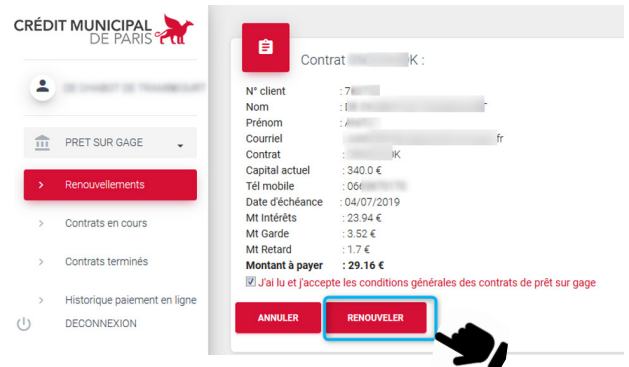 CRÉDIT MUNICIPAL
DE PARIS
PRET SUR GAGE
Renouvellements
Contrats en cours
Contrats terminés
Historique paiement en ligne
DECONNEXION
Contrat K :
N° client : 7
Nom :
Prénom :
Courriel : fr
Contrat : K
Capital actuel : 340.0 €
Tél mobile : 06
Date d'échéance : 04/07/2019
Mt Intérêts : 23.94 €
Mt Garde : 3.52 €
Mt Retard : 1.7 €
Montant à payer : 29.16 €
J'ai lu et j'accepte les conditions générales des contrats de prêt sur gage
ANNULER RENOUVELER